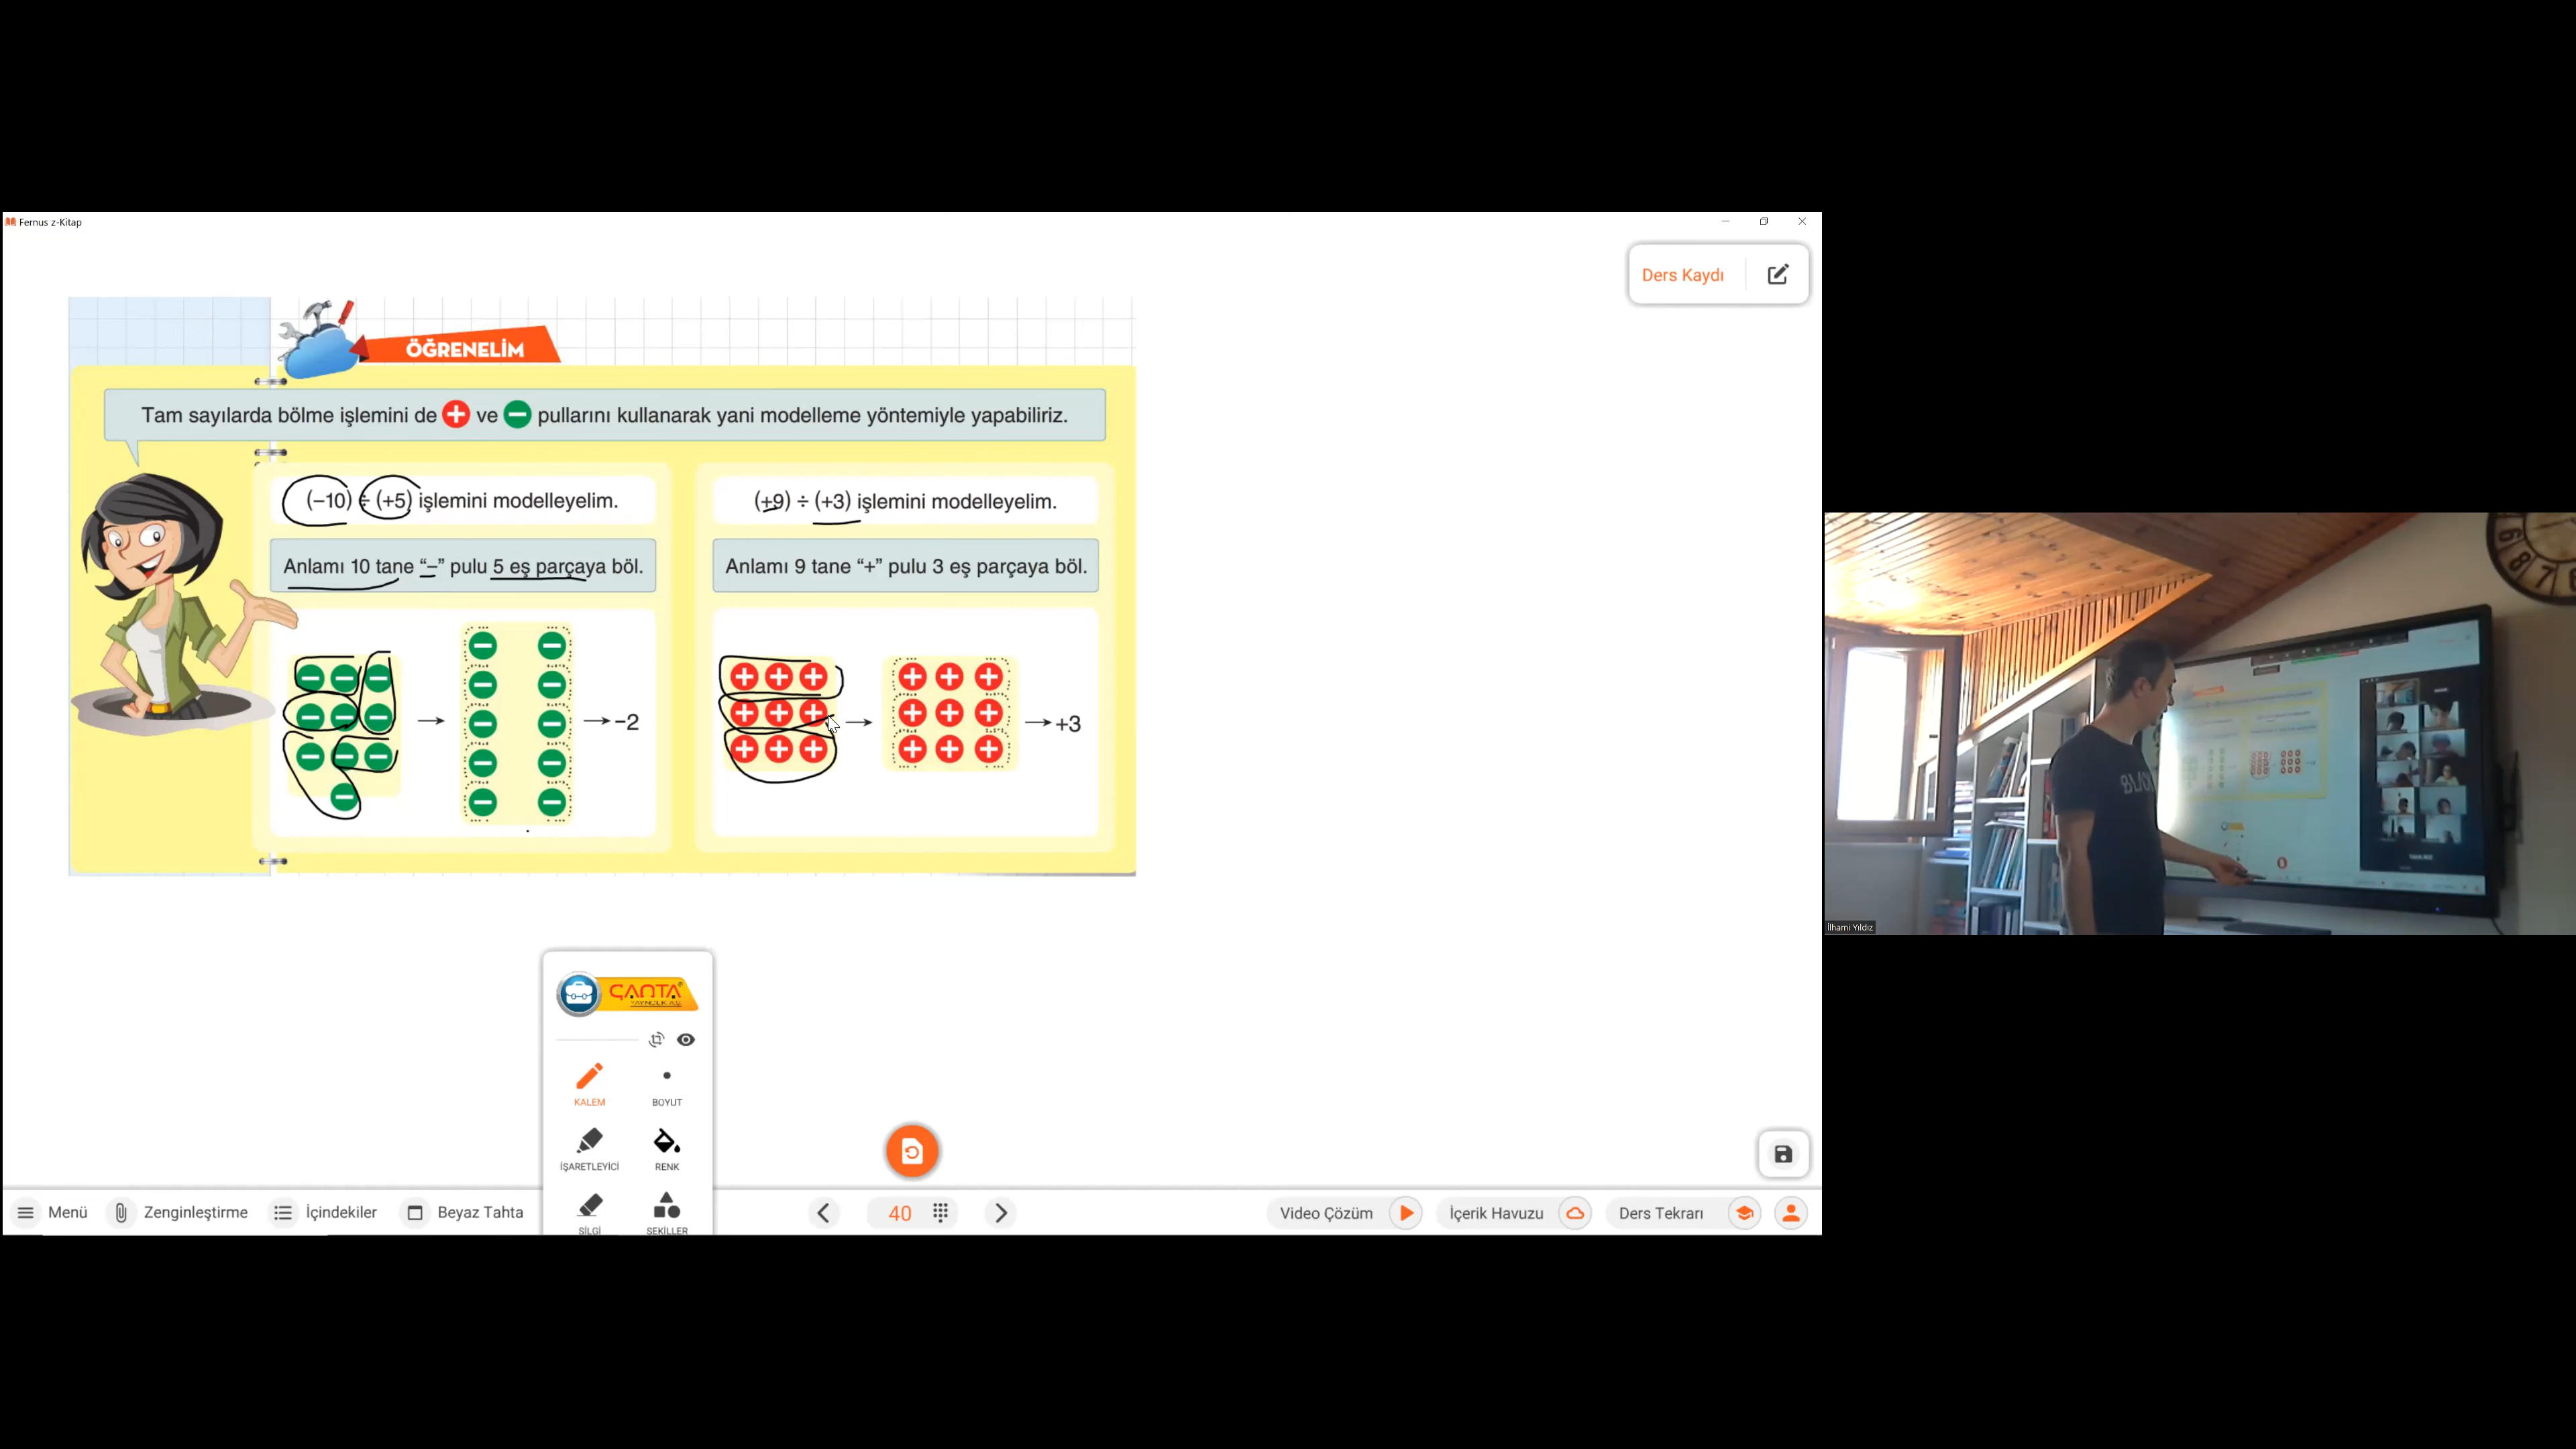 Fernus z-Kitap
Ders Kaydı
ÖĞRENELİM
Tam sayılarda bölme işlemini de + ve − pullarını kullanarak yani modelleme yöntemiyle yapabiliriz.
(−10) ÷ (+5) işlemini modelleyelim.
Anlamı 10 tane “−” pulu 5 eş parçaya böl.
→ → −2
(+9) ÷ (+3) işlemini modelleyelim.
Anlamı 9 tane “+” pulu 3 eş parçaya böl.
→ → +3
İlhami Yıldız
ÇANTA
YAYINCILIK A.Ş.
KALEM
BOYUT
İŞARETLEYİCİ
RENK
SİLGİ
ŞEKİLLER
Menü
Zenginleştirme
İçindekiler
Beyaz Tahta
40
Video Çözüm
İçerik Havuzu
Ders Tekrarı